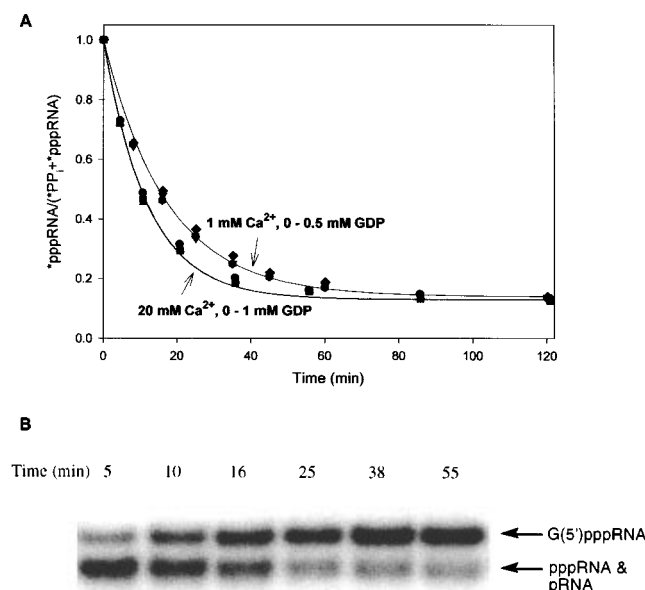 A
*pppRNA/(*PPi+*pppRNA)
1.0
0.8
0.6
0.4
0.2
0.0
1 mM Ca2+, 0 - 0.5 mM GDP
20 mM Ca2+, 0 - 1 mM GDP
0 20 40 60 80 100 120
Time (min)
B
Time (min) 5 10 16 25 38 55
G(5')pppRNA
pppRNA &
pRNA